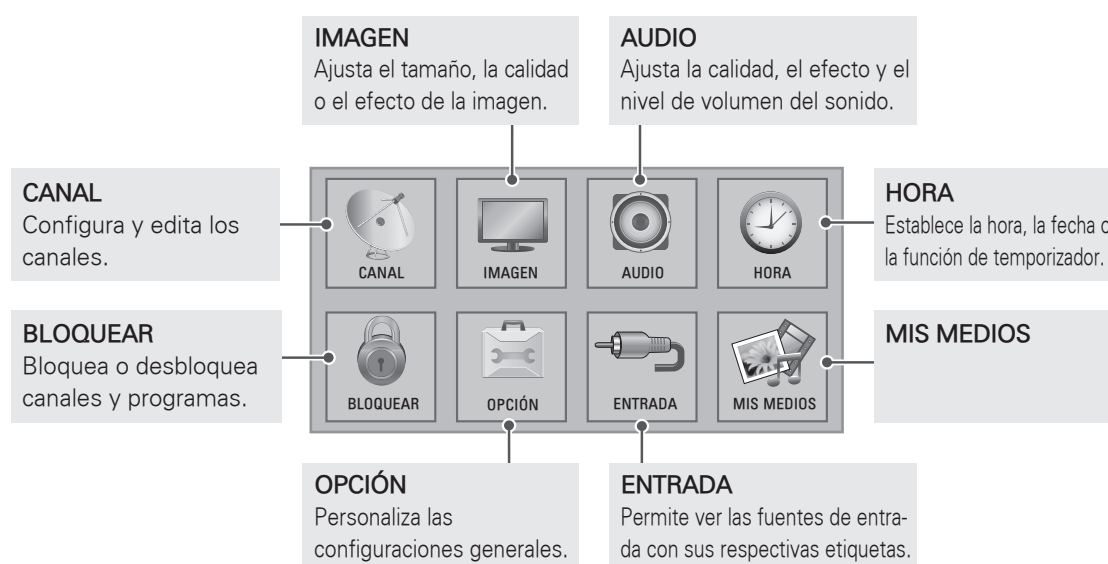 IMAGEN
Ajusta el tamaño, la calidad
o el efecto de la imagen.
AUDIO
Ajusta la calidad, el efecto y el
nivel de volumen del sonido.
CANAL
Configura y edita los
canales.
HORA
Establece la hora, la fecha o
la función de temporizador.
CANAL
IMAGEN
AUDIO
HORA
BLOQUEAR
Bloquea o desbloquea
canales y programas.
MIS MEDIOS
BLOQUEAR
OPCIÓN
ENTRADA
MIS MEDIOS
OPCIÓN
Personaliza las
configuraciones generales.
ENTRADA
Permite ver las fuentes de entra-
da con sus respectivas etiquetas.